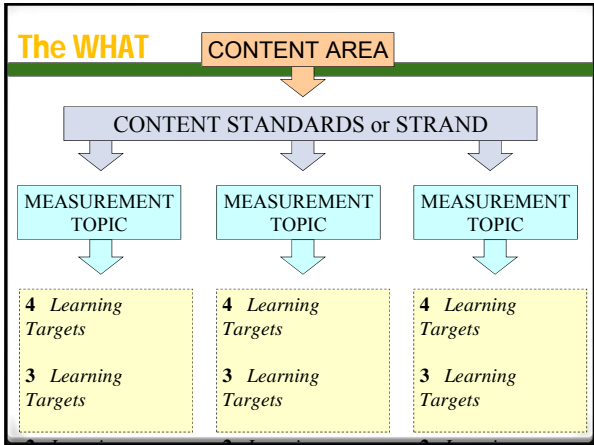 The WHAT
CONTENT AREA
CONTENT STANDARDS or STRAND
MEASUREMENT
TOPIC
MEASUREMENT
TOPIC
MEASUREMENT
TOPIC
4 Learning
Targets
3 Learning
Targets
4 Learning
Targets
3 Learning
Targets
4 Learning
Targets
3 Learning
Targets